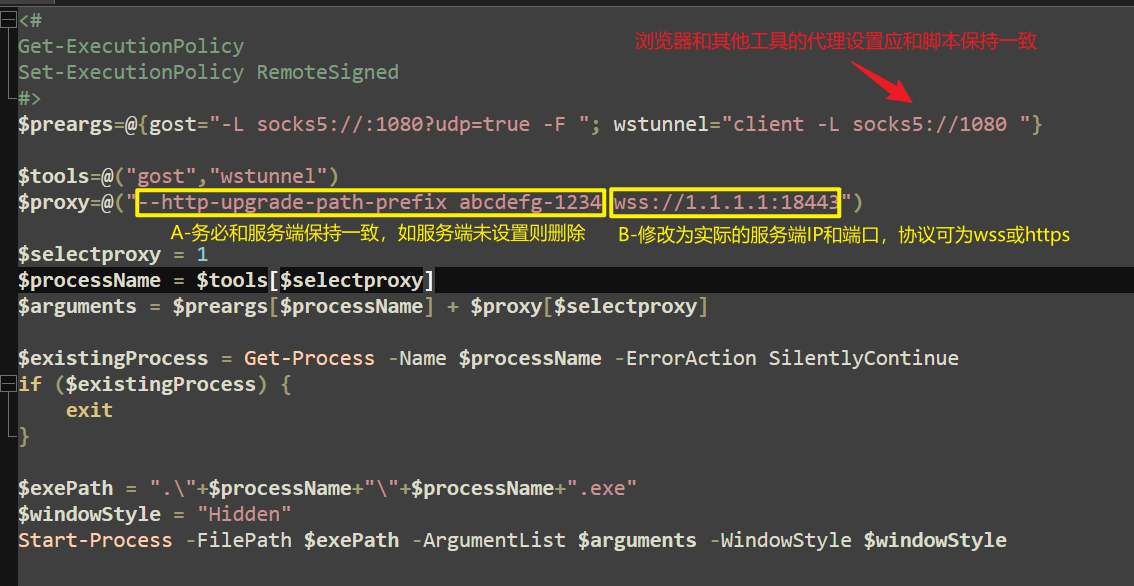 <#
Get-ExecutionPolicy
浏览器和其他工具的代理设置应和脚本保持一致
Set-ExecutionPolicy RemoteSigned
#>
$preargs=@{gost="-L socks5://:1080?udp=true -F "; wstunnel="client -L socks5://1080 "}
$tools=@("gost","wstunnel")
$proxy=@("--http-upgrade-path-prefix abcdefg-1234 wss://1.1.1.1:18443")
A-务必和服务端保持一致，如服务端未设置则删除
B-修改为实际的服务端IP和端口，协议可为wss或https
$selectproxy = 1
$processName = $tools[$selectproxy]
$arguments = $preargs[$processName] + $proxy[$selectproxy]
$existingProcess = Get-Process -Name $processName -ErrorAction SilentlyContinue
if ($existingProcess) {
    exit
}
$exePath = ".\"+$processName+"\"+$processName+".exe"
$windowStyle = "Hidden"
Start-Process -FilePath $exePath -ArgumentList $arguments -WindowStyle $windowStyle